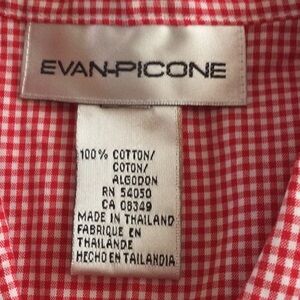 EVAN-PICONE
100% COTTON/
COTON/
ALGODON
RN 54050
CA 08349
MADE IN THAILAND
FABRIQUE EN
THAILANDE
HECHO EN TAILANDIA